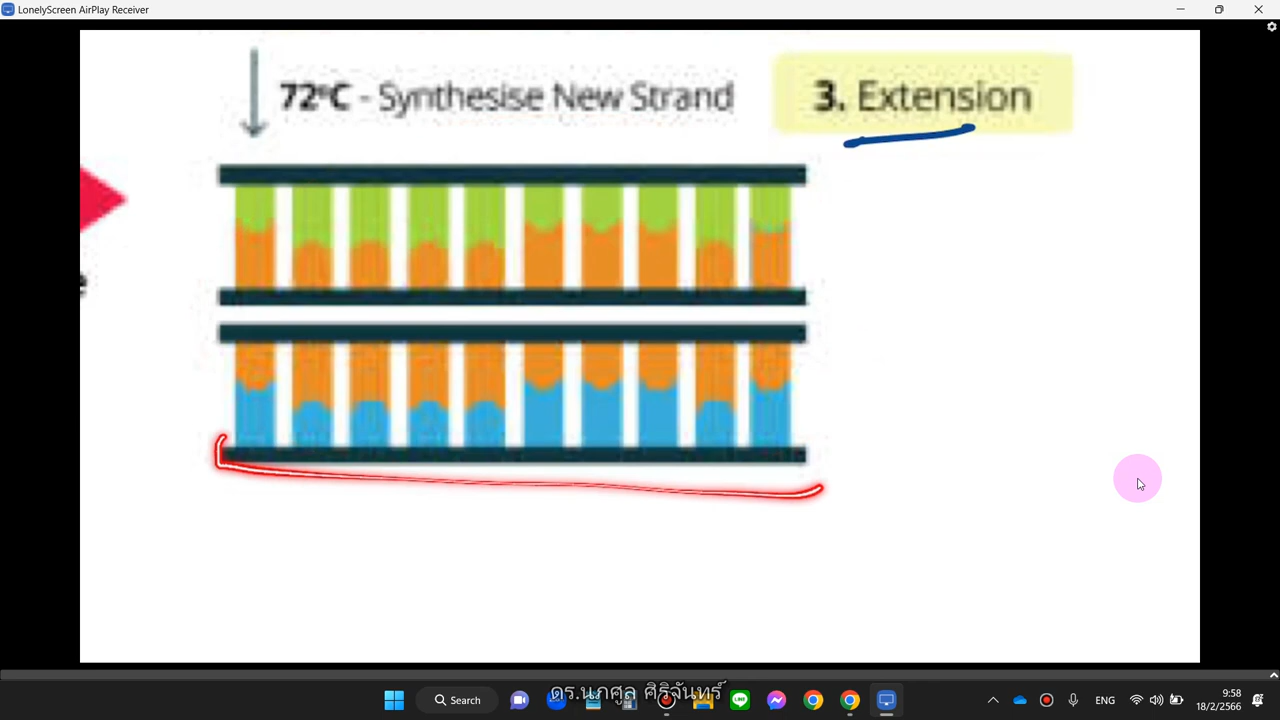 LonelyScreen AirPlay Receiver
72°C - Synthesise New Strand
3. Extension
ดร.นภศูล ศิริจันทร์
Search
ENG
9:58
18/2/2566